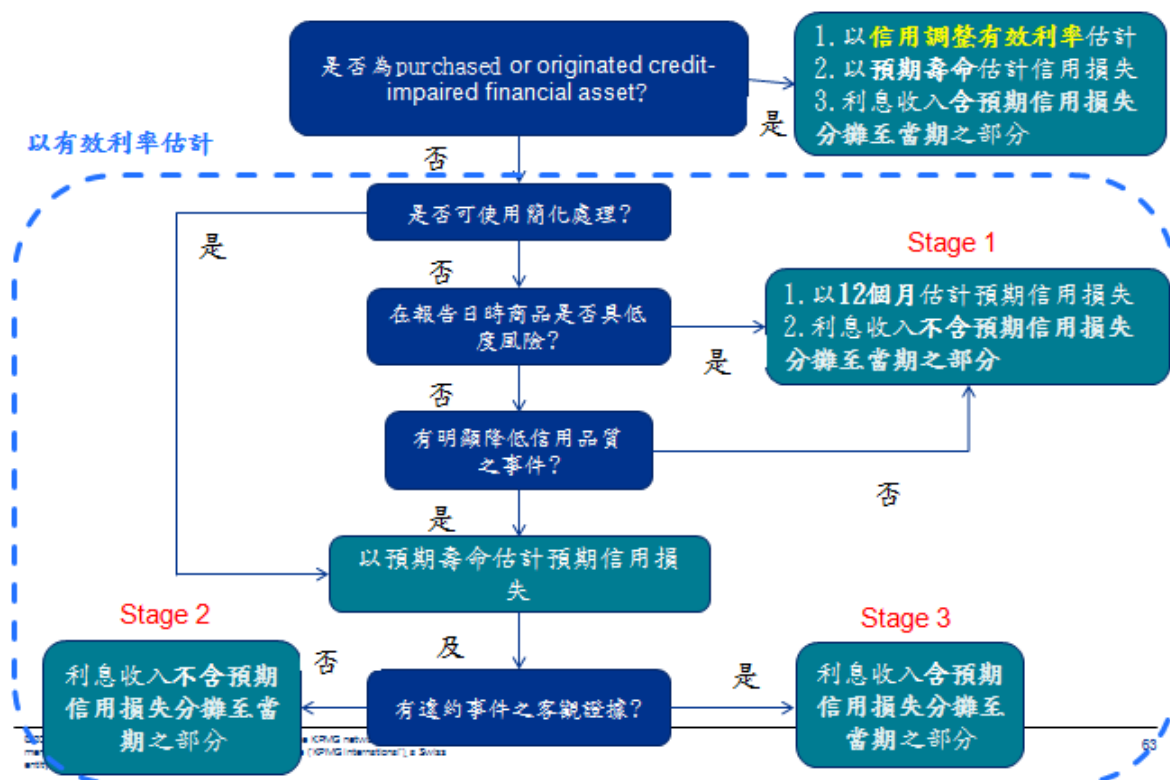 是否為purchased or originated credit-
impaired financial asset?
1. 以信用調整有效利率估計
2. 以預期壽命估計信用損失
3. 利息收入含預期信用損失
分攤至當期之部分
是
以有效利率估計
否
是否可使用簡化處理?
是
否
Stage 1
在報告日時商品是否具低
度風險?
1. 以12個月估計預期信用損失
2. 利息收入不含預期信用損失
分攤至當期之部分
是
否
有明顯降低信用品質
之事件?
否
是
以預期壽命估計預期信用損
失
Stage 2
Stage 3
及
否
是
利息收入不含預期
信用損失分攤至當
期之部分
有違約事件之客觀證據?
利息收入含預期
信用損失分攤至
當期之部分
KPMG
("KPMG International"), a Swiss
63